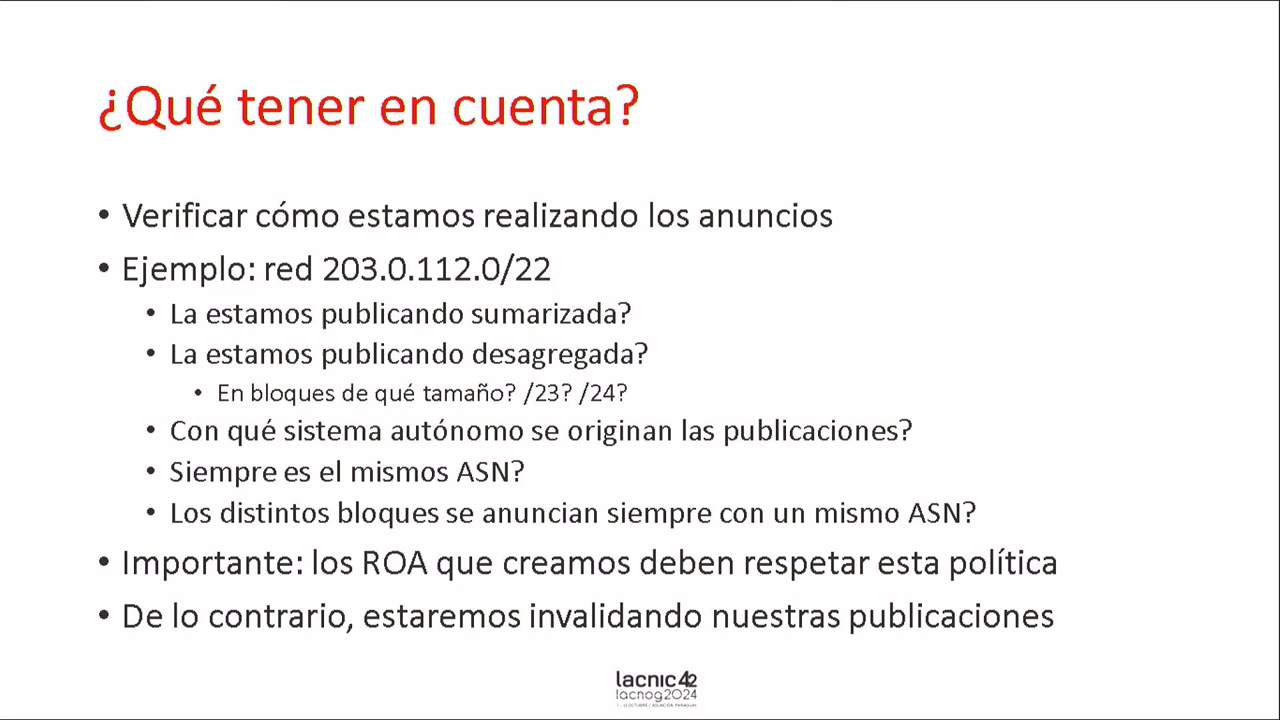 ¿Qué tener en cuenta?
• Verificar cómo estamos realizando los anuncios
• Ejemplo: red 203.0.112.0/22
• La estamos publicando sumarizada?
• La estamos publicando desagregada?
• En bloques de qué tamaño? /23? /24?
• Con qué sistema autónomo se originan las publicaciones?
• Siempre es el mismos ASN?
• Los distintos bloques se anuncian siempre con un mismo ASN?
• Importante: los ROA que creamos deben respetar esta política
• De lo contrario, estaremos invalidando nuestras publicaciones
lacnic42
lacnog2024